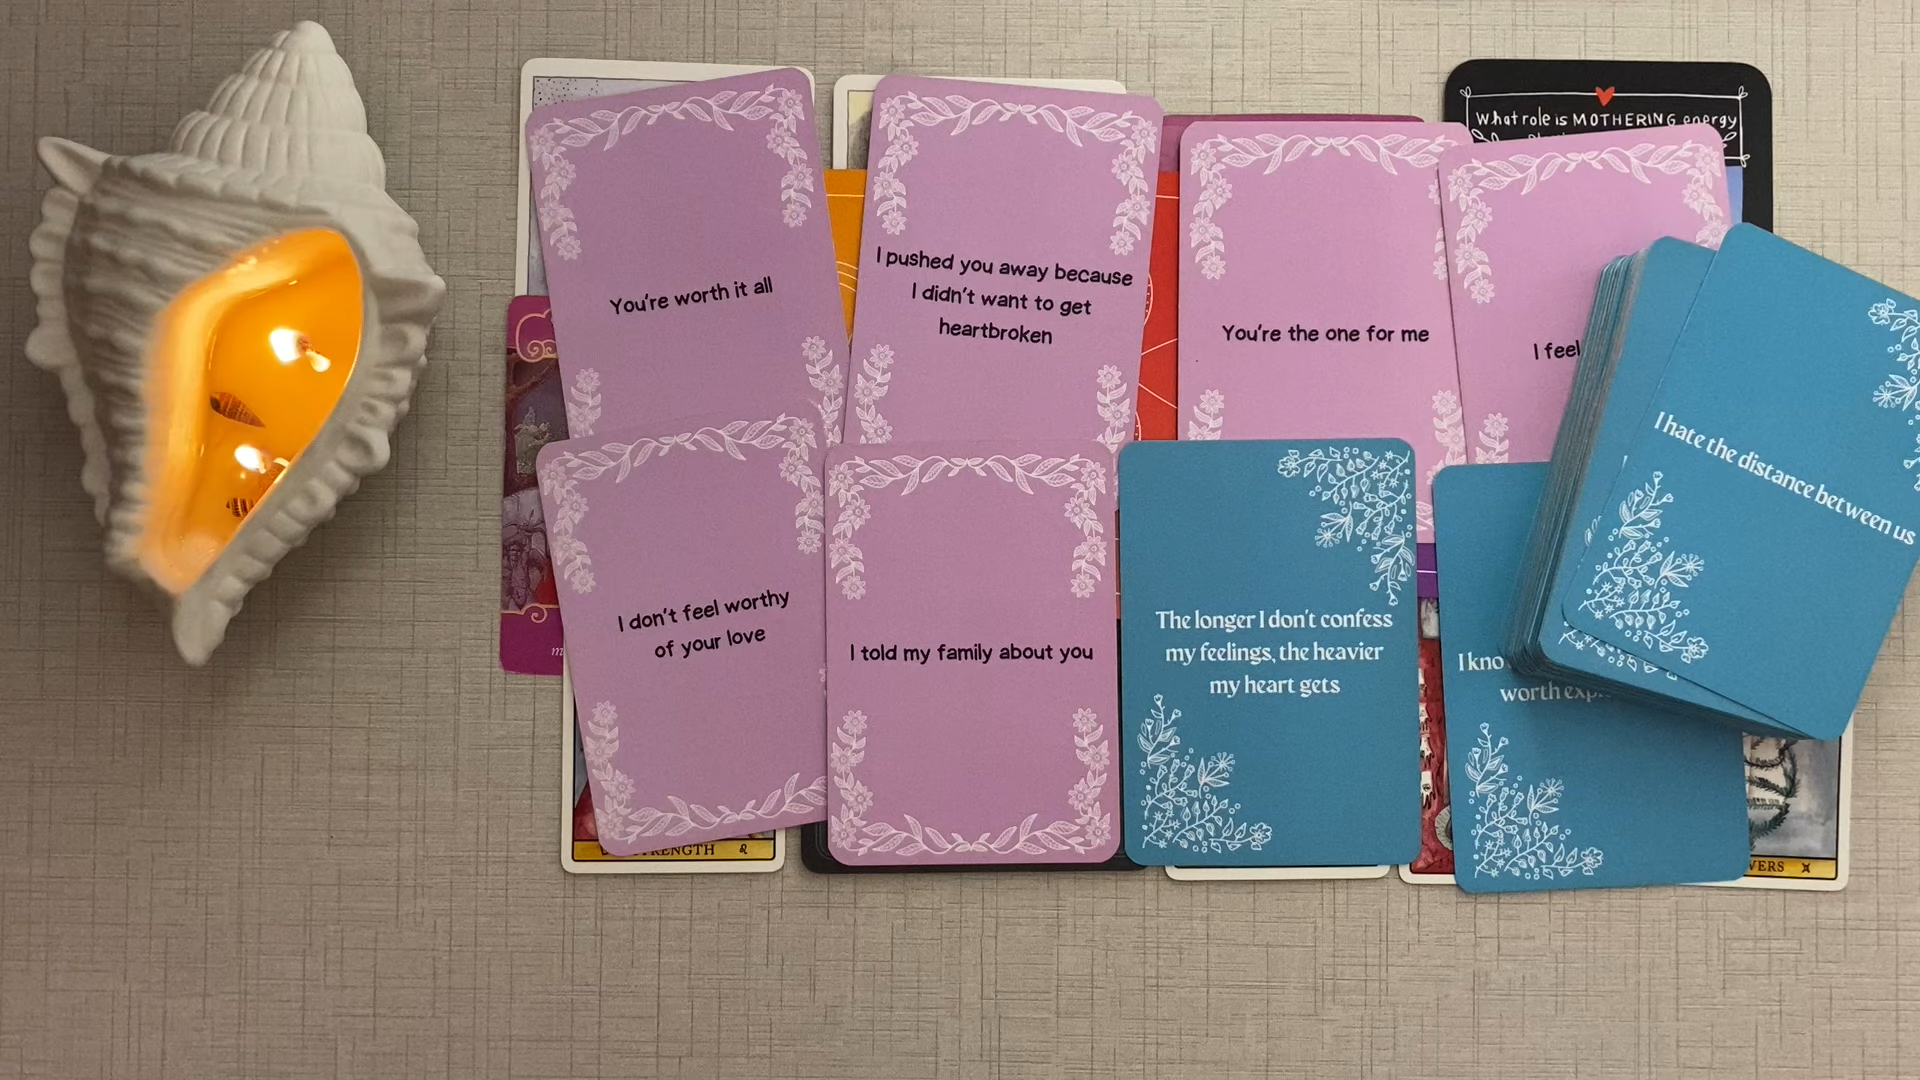 What role is MOTHERING energy
You're worth it all
I pushed you away because
I didn't want to get
heartbroken
You're the one for me
I feel
I hate the distance between us
I don't feel worthy
of your love
I told my family about you
The longer I don't confess
my feelings, the heavier
my heart gets
worth
VERS